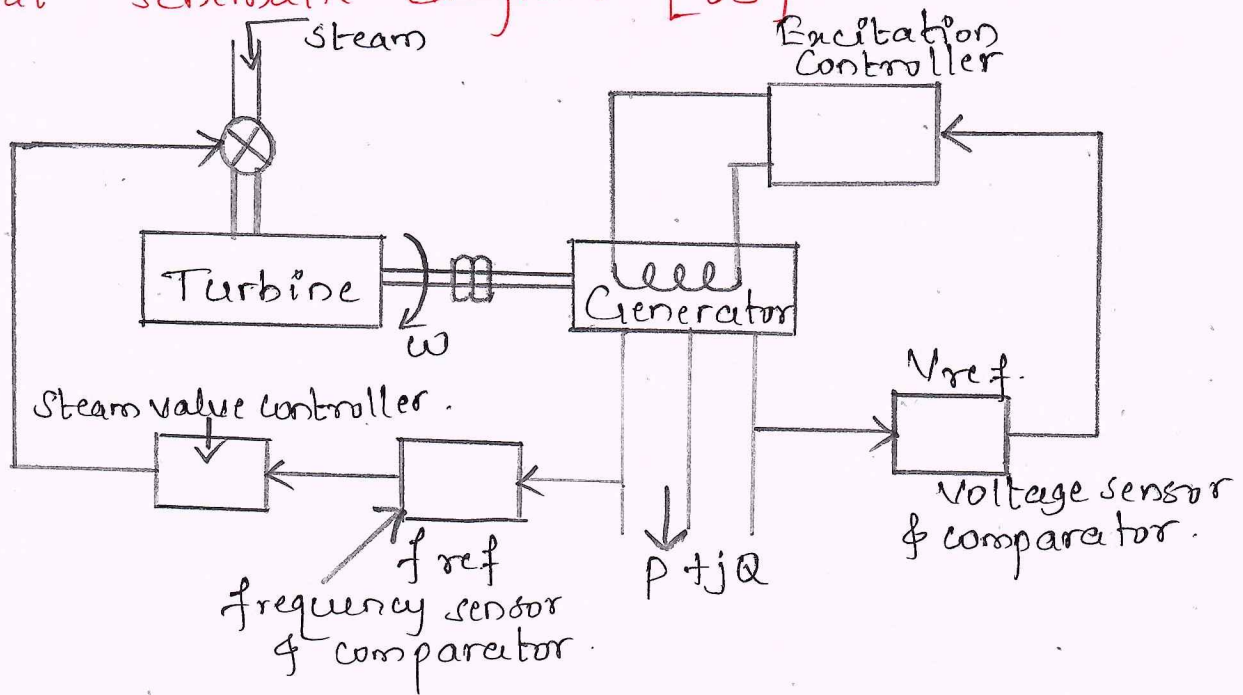 Steam
Excitation
Controller
Turbine
ω
Generator
Vref.
Steam value controller.
Voltage sensor
& comparator.
f ref
P+jQ
frequency sensor
& comparator.